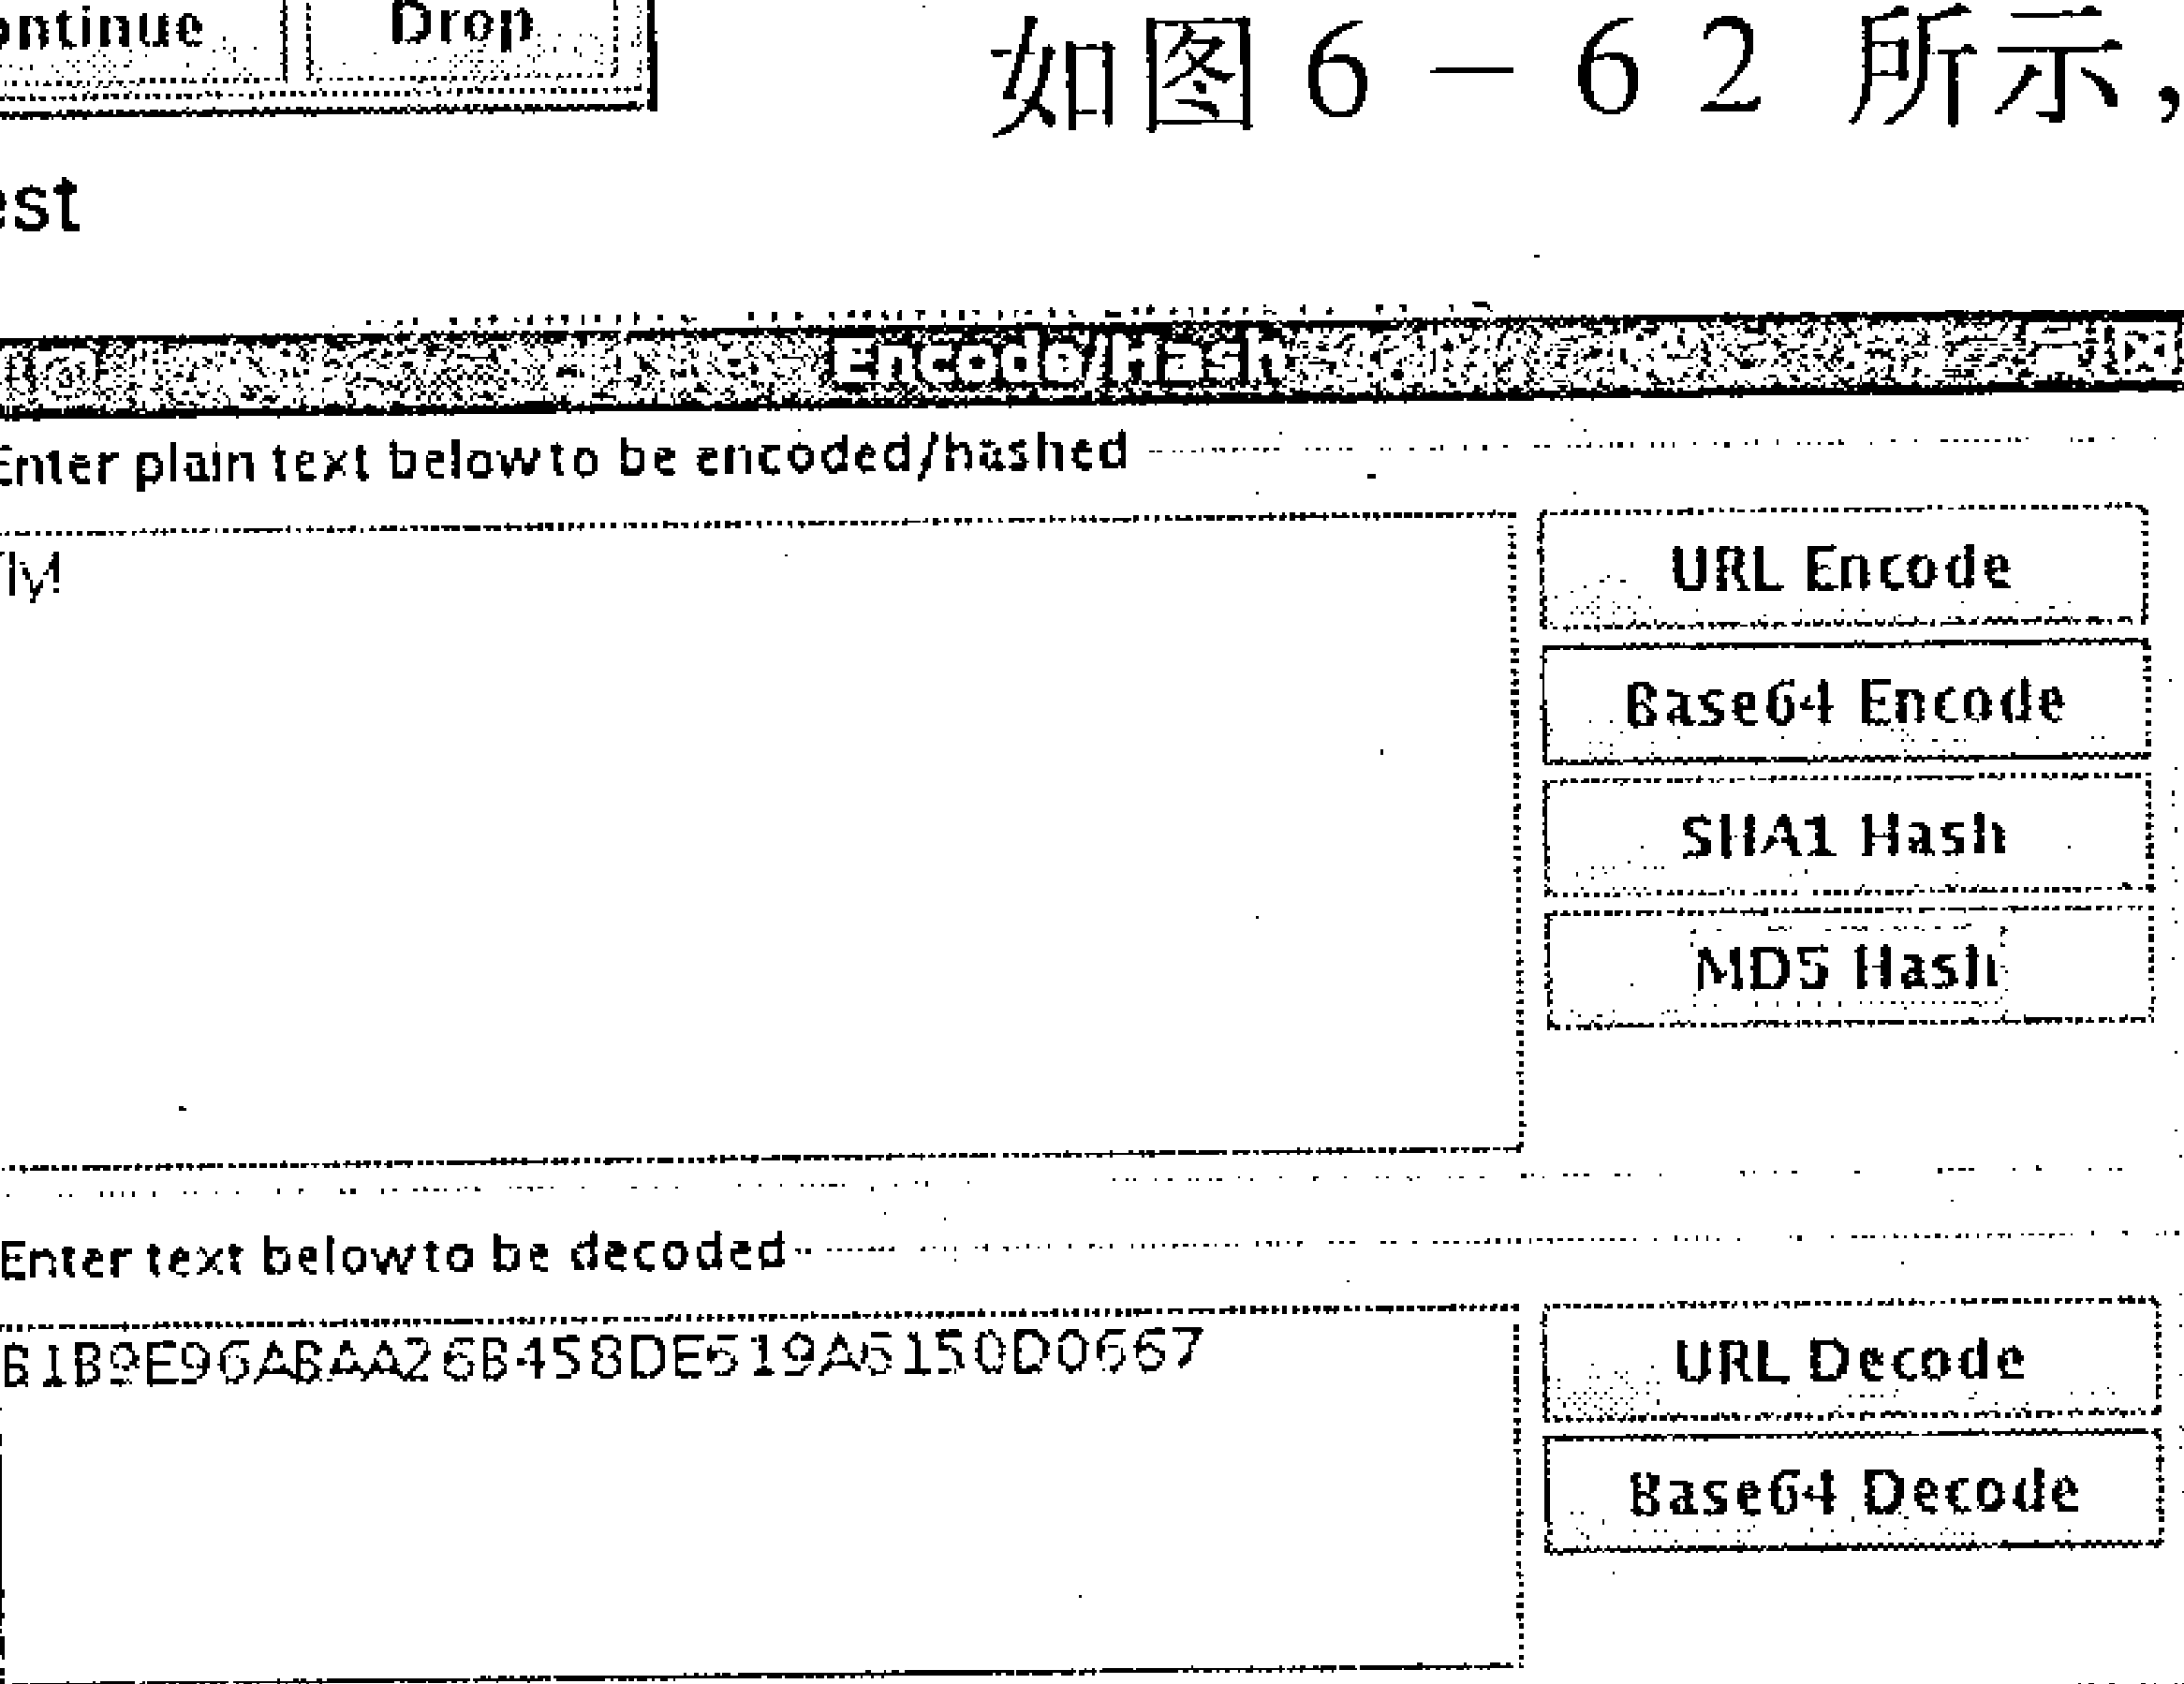 ontinue Drop
如图6-62所示,
est
Encode/Hash
Enter plain text below to be encoded/hashed
URL Encode
Base64 Encode
SHA1 Hash
MD5 Hash
Enter text below to be decoded
URL Decode
Base64 Decode